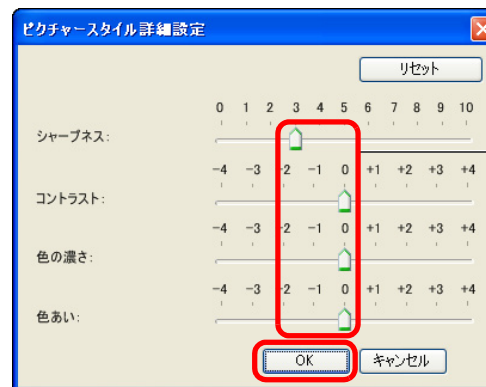 ピクチャースタイル詳細設定
リセット
0 1 2 3 4 5 6 7 8 9 10
シャープネス:
-4 -3 -2 -1 0 +1 +2 +3 +4
コントラスト:
-4 -3 -2 -1 0 +1 +2 +3 +4
色の濃さ:
-4 -3 -2 -1 0 +1 +2 +3 +4
色あい:
OK キャンセル